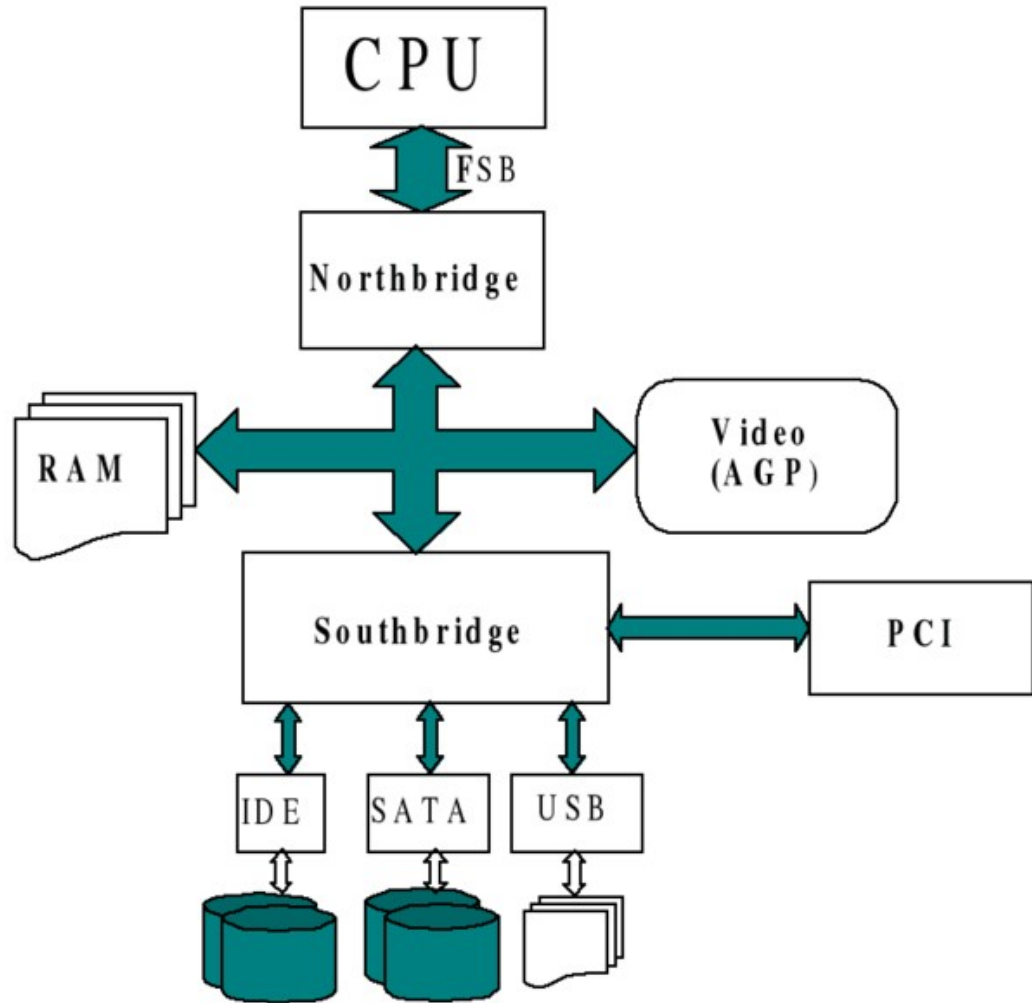 CPU
FSB
Northbridge
RAM
Video
(AGP)
Southbridge
PCI
IDE
SATA
USB